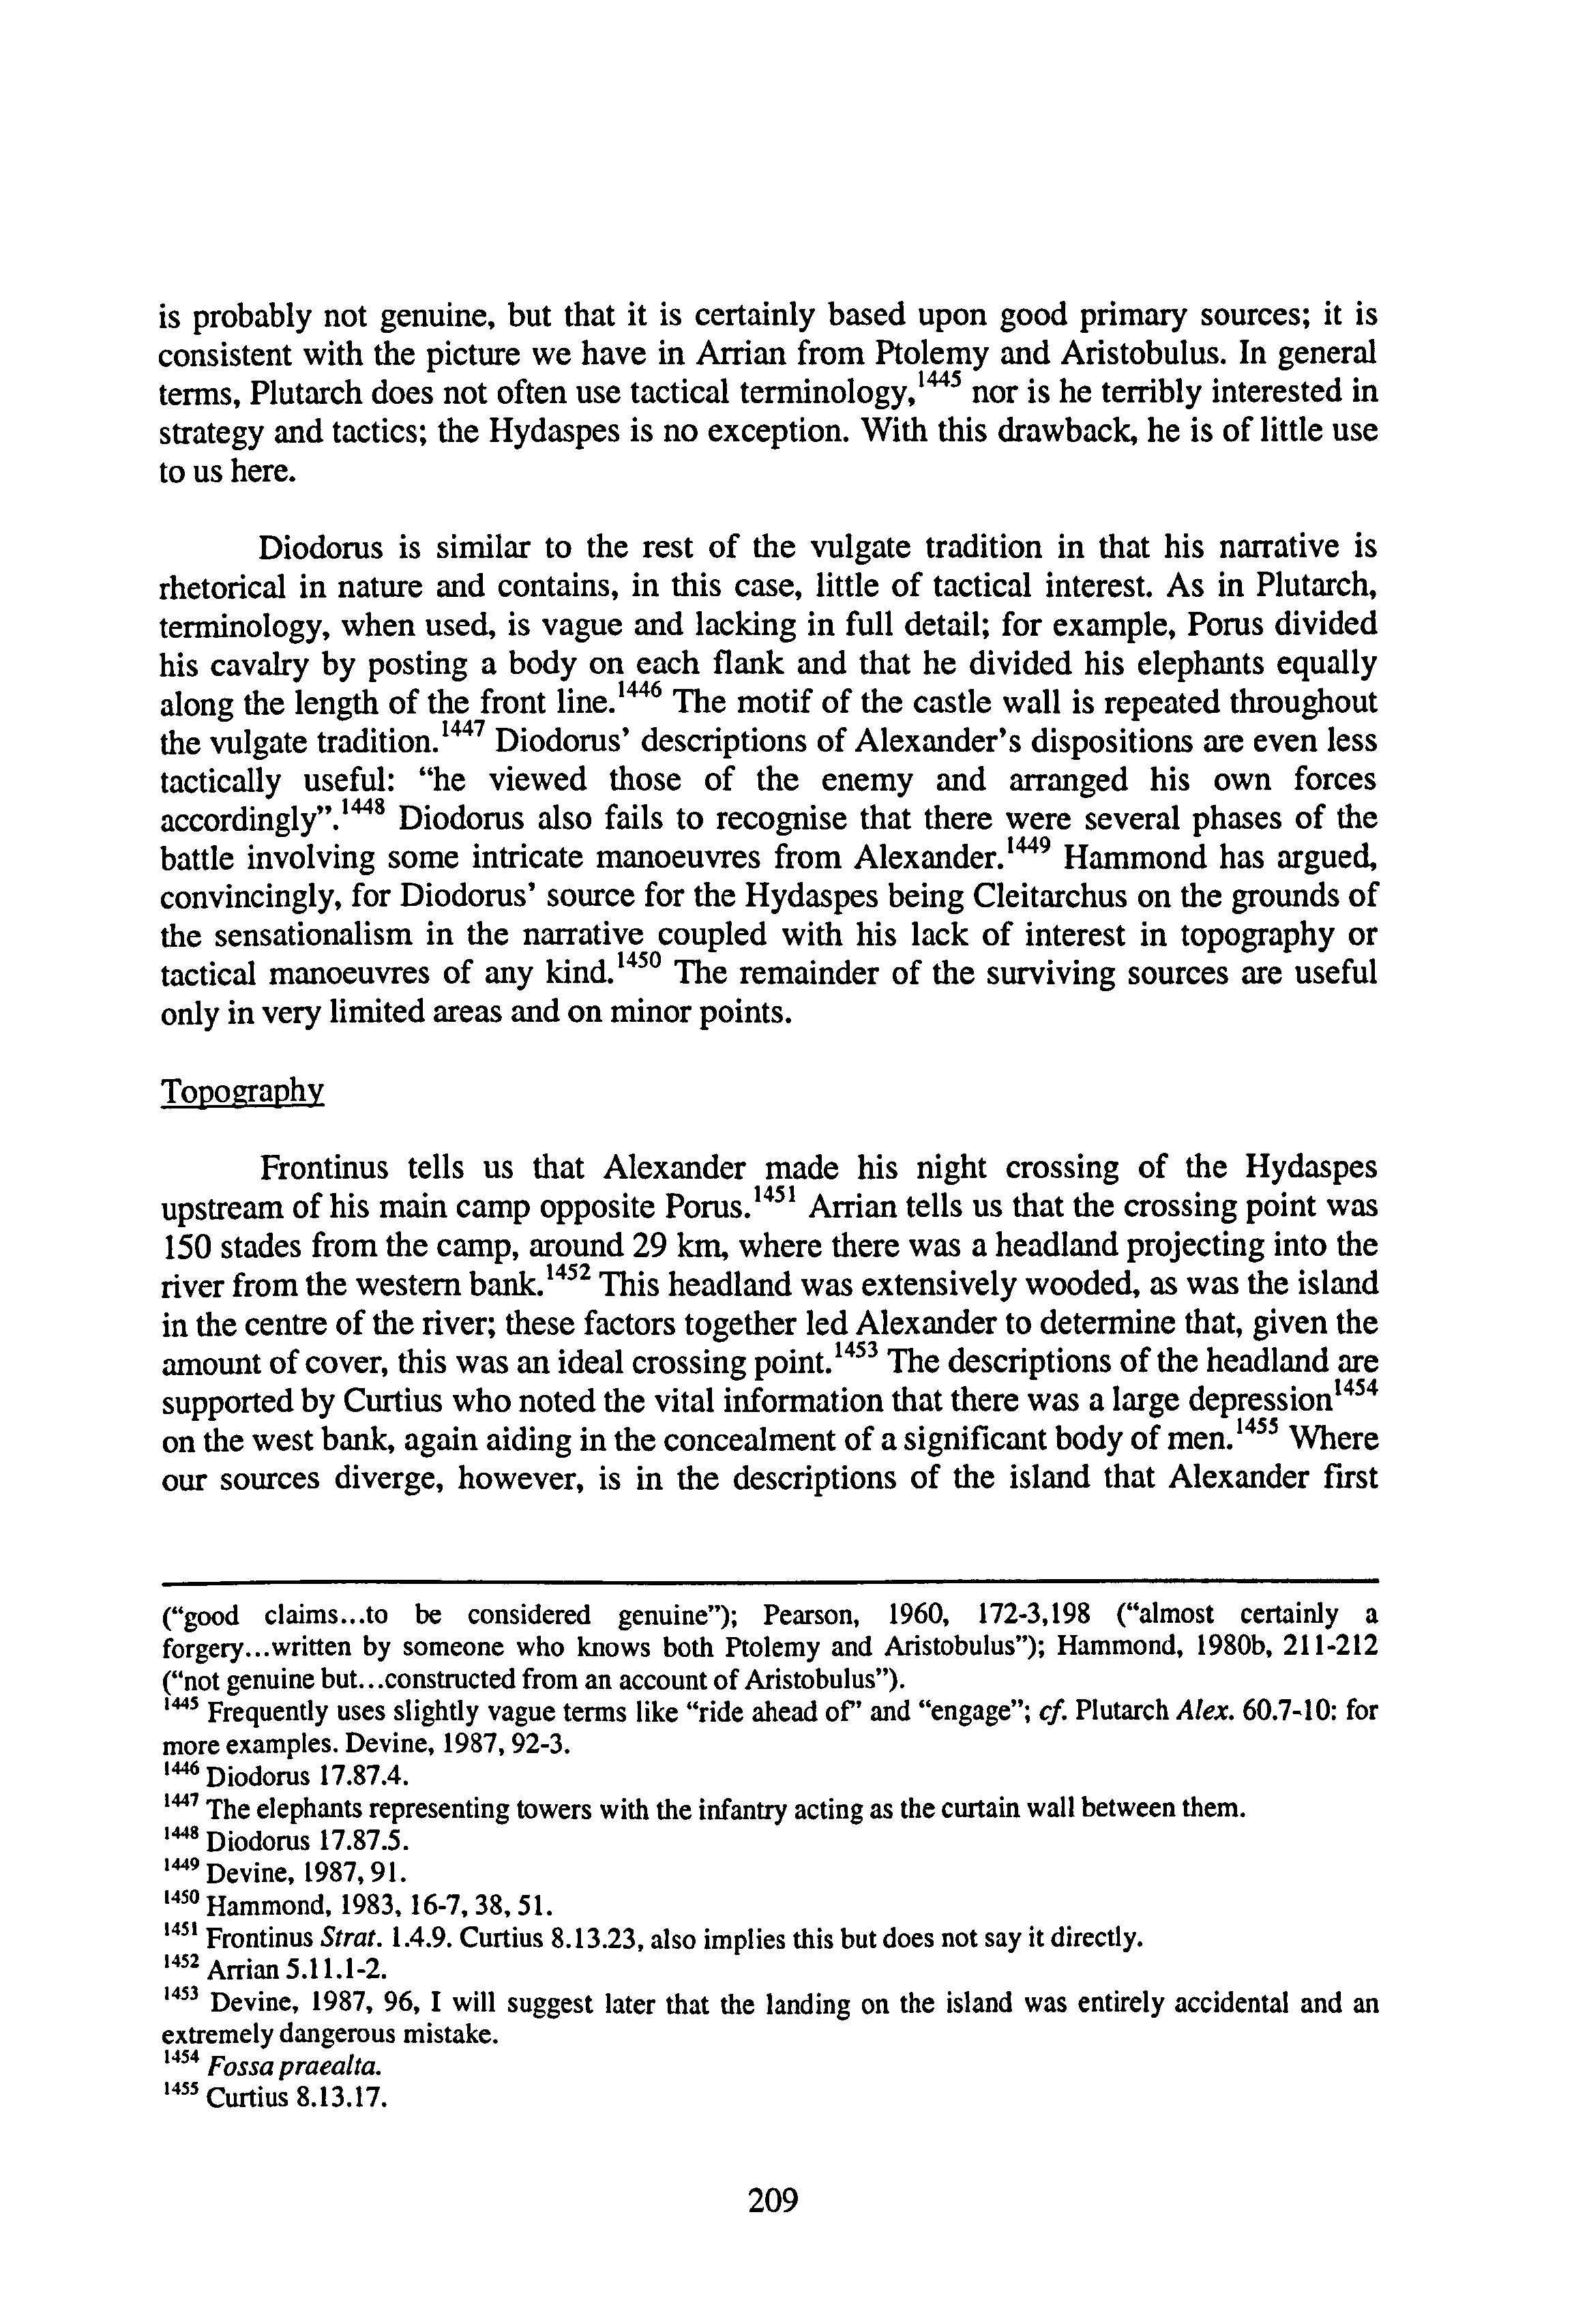 is probably not genuine, but that it is certainly based upon good primary sources; it is
consistent with the picture we have in Arrian from Ptolemy and Aristobulus. In general
terms, Plutarch does not often use tactical terminology,1445 nor is he terribly interested in
strategy and tactics; the Hydaspes is no exception. With this drawback, he is of little use
to us here.
Diodorus is similar to the rest of the vulgate tradition in that his narrative is
rhetorical in nature and contains, in this case, little of tactical interest. As in Plutarch,
terminology, when used, is vague and lacking in full detail; for example, Porus divided
his cavalry by posting a body on each flank and that he divided his elephants equally
along the length of the front line.1446 The motif of the castle wall is repeated throughout
the vulgate tradition.1447 Diodorus' descriptions of Alexander's dispositions are even less
tactically useful: "he viewed those of the enemy and arranged his own forces
accordingly".1448 Diodorus also fails to recognise that there were several phases of the
battle involving some intricate manoeuvres from Alexander.1449 Hammond has argued,
convincingly, for Diodorus' source for the Hydaspes being Cleitarchus on the grounds of
the sensationalism in the narrative coupled with his lack of interest in topography or
tactical manoeuvres of any kind.1450 The remainder of the surviving sources are useful
only in very limited areas and on minor points.
Topography
Frontinus tells us that Alexander made his night crossing of the Hydaspes
upstream of his main camp opposite Porus.1451 Arrian tells us that the crossing point was
150 stades from the camp, around 29 km, where there was a headland projecting into the
river from the western bank.1452 This headland was extensively wooded, as was the island
in the centre of the river; these factors together led Alexander to determine that, given the
amount of cover, this was an ideal crossing point.1453 The descriptions of the headland are
supported by Curtius who noted the vital information that there was a large depression1454
on the west bank, again aiding in the concealment of a significant body of men.1455 Where
our sources diverge, however, is in the descriptions of the island that Alexander first
("good claims...to be considered genuine"); Pearson, 1960, 172-3,198 ("almost certainly a
forgery...written by someone who knows both Ptolemy and Aristobulus"); Hammond, 1980b, 211-212
("not genuine but...constructed from an account of Aristobulus").
1445 Frequently uses slightly vague terms like "ride ahead of" and "engage"; cf. Plutarch Alex. 60.7-10: for
more examples. Devine, 1987, 92-3.
1446 Diodorus 17.87.4.
1447 The elephants representing towers with the infantry acting as the curtain wall between them.
1448 Diodorus 17.87.5.
1449 Devine, 1987, 91.
1450 Hammond, 1983, 16-7, 38, 51.
1451 Frontinus Strat. 1.4.9. Curtius 8.13.23, also implies this but does not say it directly.
1452 Arrian 5.11.1-2.
1453 Devine, 1987, 96, I will suggest later that the landing on the island was entirely accidental and an
extremely dangerous mistake.
1454 Fossa praealta.
1455 Curtius 8.13.17.
209